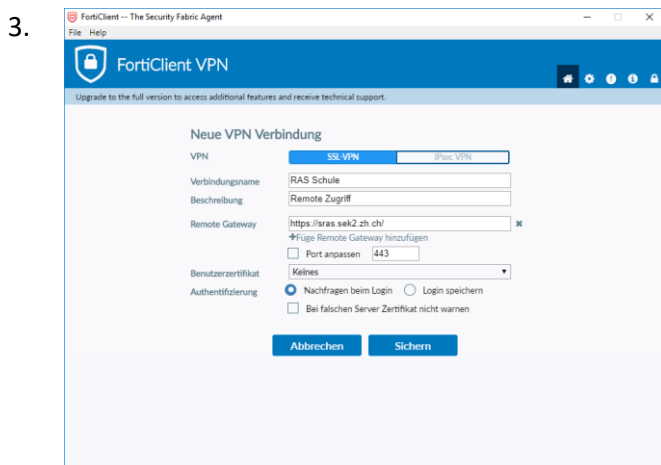 3.
FortiClient -- The Security Fabric Agent
File Help
FortiClient VPN
Upgrade to the full version to access additional features and receive technical support.
Neue VPN Verbindung
VPN SSL-VPN IPsec VPN
Verbindungsname RAS Schule
Beschreibung Remote Zugriff
Remote Gateway https://sras.sek2.zh.ch/
+Füge Remote Gateway hinzufügen
Port anpassen 443
Benutzerzertifikat Keines
Authentifizierung Nachfragen beim Login Login speichern
Bei falschen Server Zertifikat nicht warnen
Abbrechen Sichern